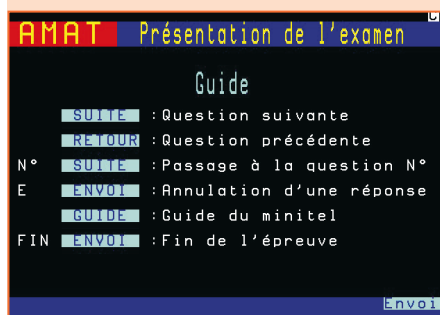 C
AMAT Présentation de l'examen
Guide
SUITE :Question suivante
RETOUR :Question précédente
N° SUITE :Passage à la question N°
E ENVOI :Annulation d'une réponse
GUIDE :Guide du minitel
FIN ENVOI :Fin de l'épreuve
Envoi